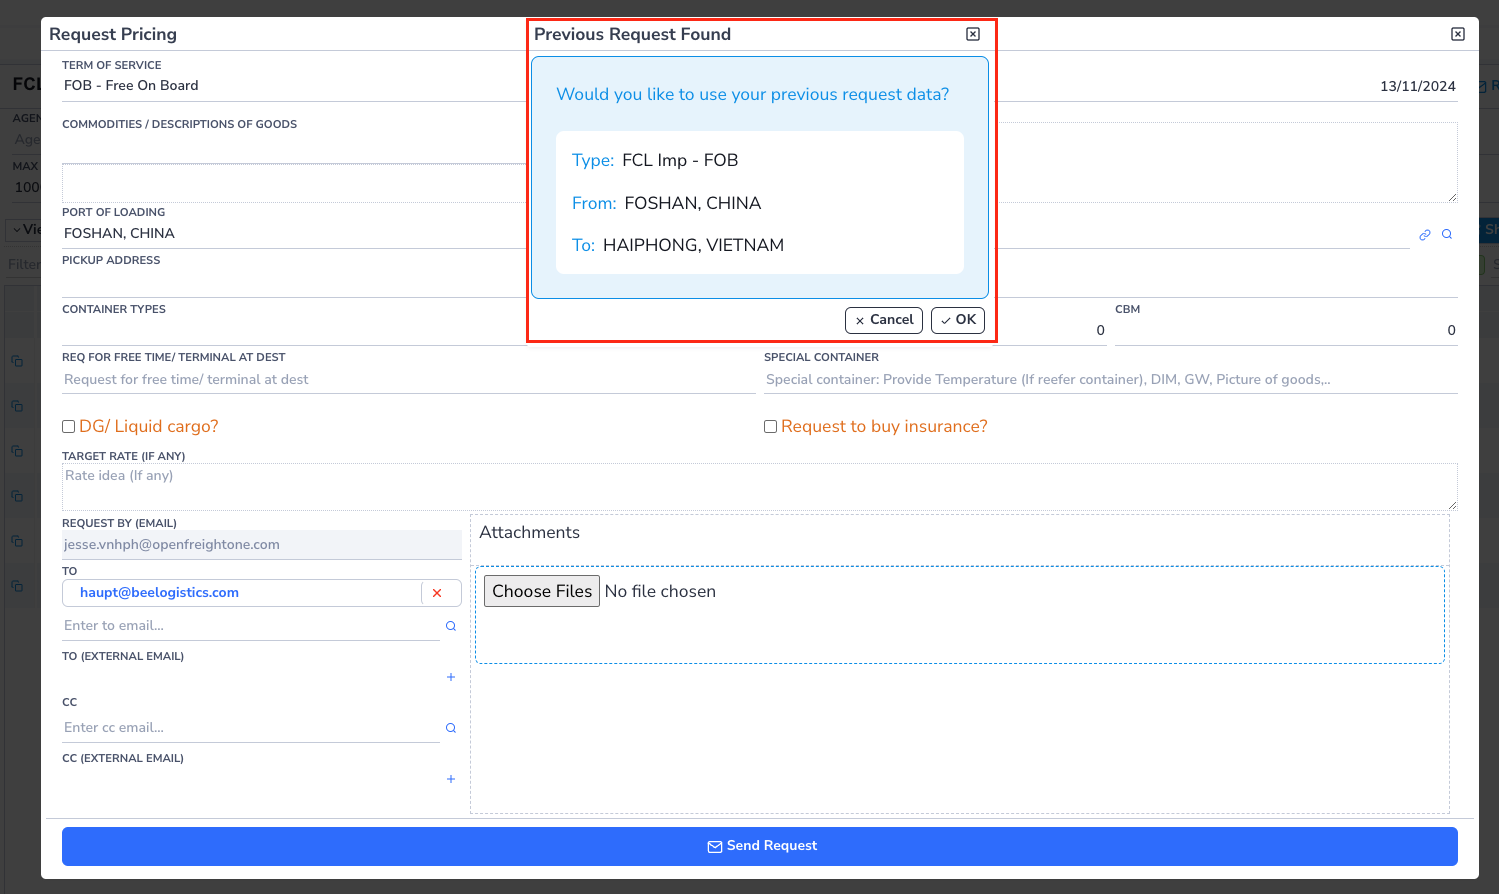 Request Pricing
Previous Request Found
TERM OF SERVICE
FOB - Free On Board
13/11/2024
Would you like to use your previous request data?
COMMODITIES / DESCRIPTIONS OF GOODS
Type: FCL Imp - FOB
From: FOSHAN, CHINA
To: HAIPHONG, VIETNAM
PORT OF LOADING
FOSHAN, CHINA
PICKUP ADDRESS
Cancel
OK
CONTAINER TYPES
0
CBM
0
REQ FOR FREE TIME/ TERMINAL AT DEST
Request for free time/ terminal at dest
SPECIAL CONTAINER
Special container: Provide Temperature (If reefer container), DIM, GW, Picture of goods,..
DG/ Liquid cargo?
Request to buy insurance?
TARGET RATE (IF ANY)
Rate idea (If any)
REQUEST BY (EMAIL)
jesse.vnhph@openfreightone.com
TO
haupt@beelogistics.com
Enter to email...
TO (EXTERNAL EMAIL)
CC
Enter cc email...
CC (EXTERNAL EMAIL)
Attachments
Choose Files No file chosen
Send Request
FCL
MAX
Filter